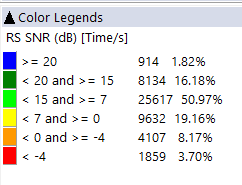 Color Legends
RS SNR (dB) [Time/s]
>= 20 914 1.82%
< 20 and >= 15 8134 16.18%
< 15 and >= 7 25617 50.97%
< 7 and >= 0 9632 19.16%
< 0 and >= -4 4107 8.17%
< -4 1859 3.70%